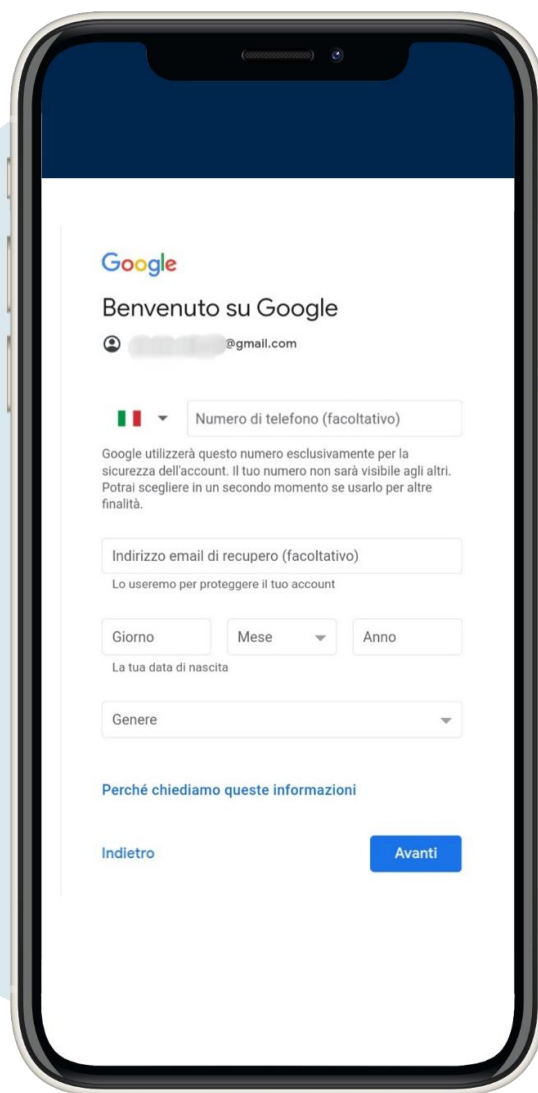 Google
Benvenuto su Google
@gmail.com
Numero di telefono (facoltativo)
Google utilizzerà questo numero esclusivamente per la
sicurezza dell'account. Il tuo numero non sarà visibile agli altri.
Potrai scegliere in un secondo momento se usarlo per altre
finalità.
Indirizzo email di recupero (facoltativo)
Lo useremo per proteggere il tuo account
Giorno Mese Anno
La tua data di nascita
Genere
Perché chiediamo queste informazioni
Indietro Avanti